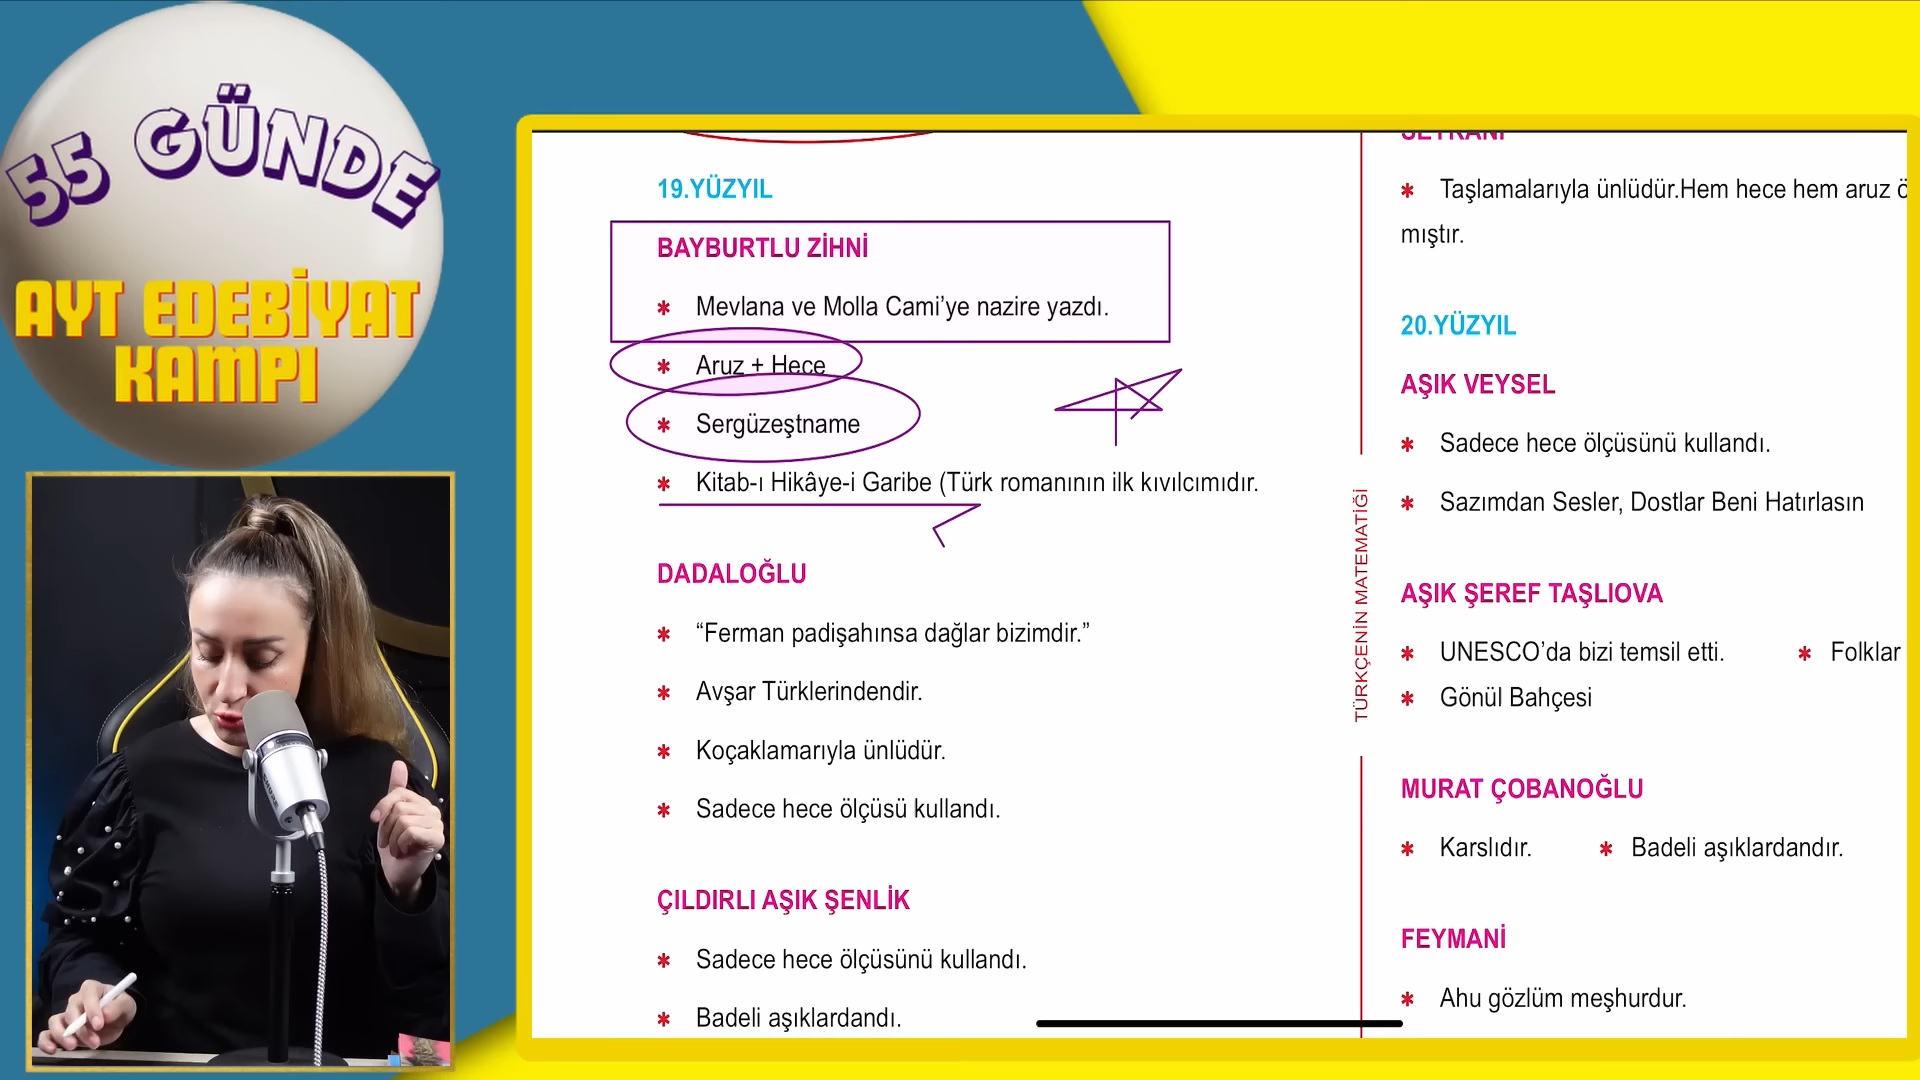 55 GÜNDE
AYT EDEBİYAT
KAMPI
19.YÜZYIL
BAYBURTLU ZİHNİ
* Mevlana ve Molla Cami’ye nazire yazdı.
* Aruz + Hece
* Sergüzeştname
* Kitab-ı Hikâye-i Garibe (Türk romanının ilk kıvılcımıdır.
DADALOĞLU
* “Ferman padişahınsa dağlar bizimdir.”
* Avşar Türklerindendir.
* Koçaklamarıyla ünlüdür.
* Sadece hece ölçüsü kullandı.
ÇILDIRLI AŞIK ŞENLİK
* Sadece hece ölçüsünü kullandı.
* Badeli aşıklardandı.
TÜRKÇENİN MATEMATİĞİ
SEYRANİ
* Taşlamalarıyla ünlüdür.Hem hece hem aruz ö
mıştır.
20.YÜZYIL
AŞIK VEYSEL
* Sadece hece ölçüsünü kullandı.
* Sazımdan Sesler, Dostlar Beni Hatırlasın
AŞIK ŞEREF TAŞLIOVA
* UNESCO’da bizi temsil etti. * Folklar
* Gönül Bahçesi
MURAT ÇOBANOĞLU
* Karslıdır. * Badeli aşıklardandır.
FEYMANİ
* Ahu gözlüm meşhurdur.